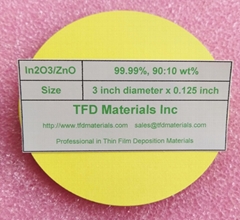 In2O3/ZnO 99.99%, 90:10 wt%
Size 3 inch diameter x 0.125 inch
TFD Materials Inc
http://www.tfdmaterials.com sales@tfdmaterials.com
Professional in Thin Film Deposition Materials